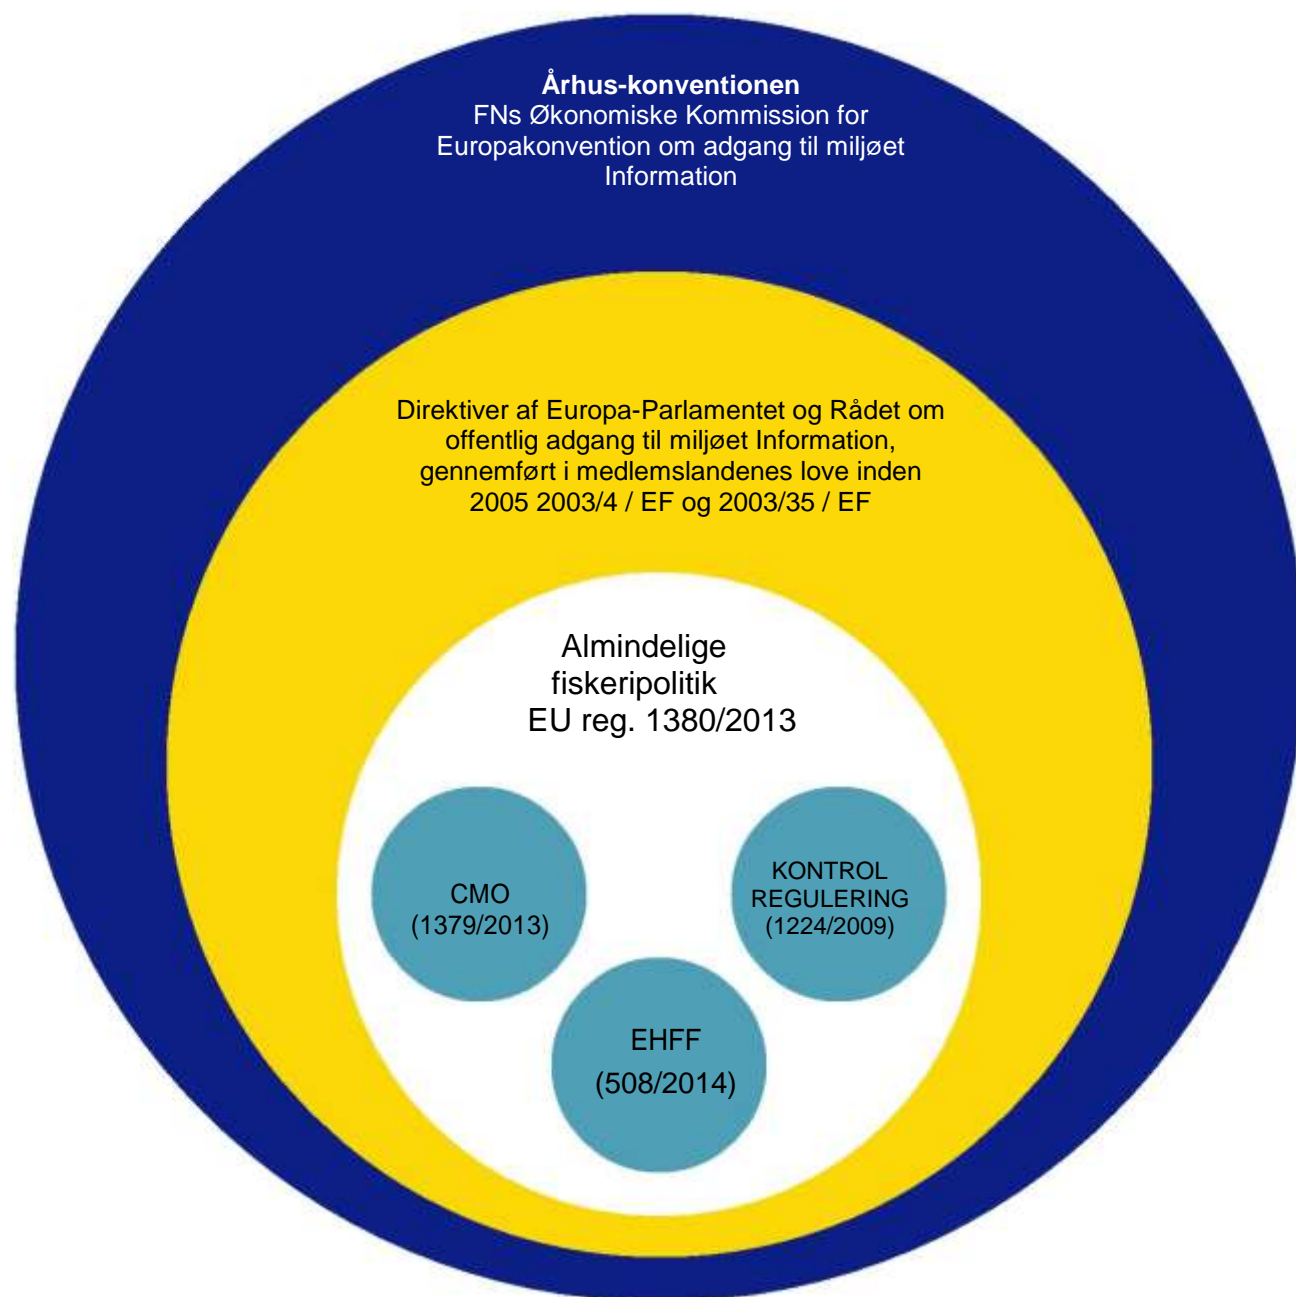 Århus-konventionen
FNs Økonomiske Kommission for
Europakonvention om adgang til miljøet
Information
Direktiver af Europa-Parlamentet og Rådet om
offentlig adgang til miljøet Information,
gennemført i medlemslandenes love inden
2005 2003/4 / EF og 2003/35 / EF
Almindelige
fiskeripolitik
EU reg. 1380/2013
CMO
(1379/2013)
KONTROL
REGULERING
(1224/2009)
EHFF
(508/2014)